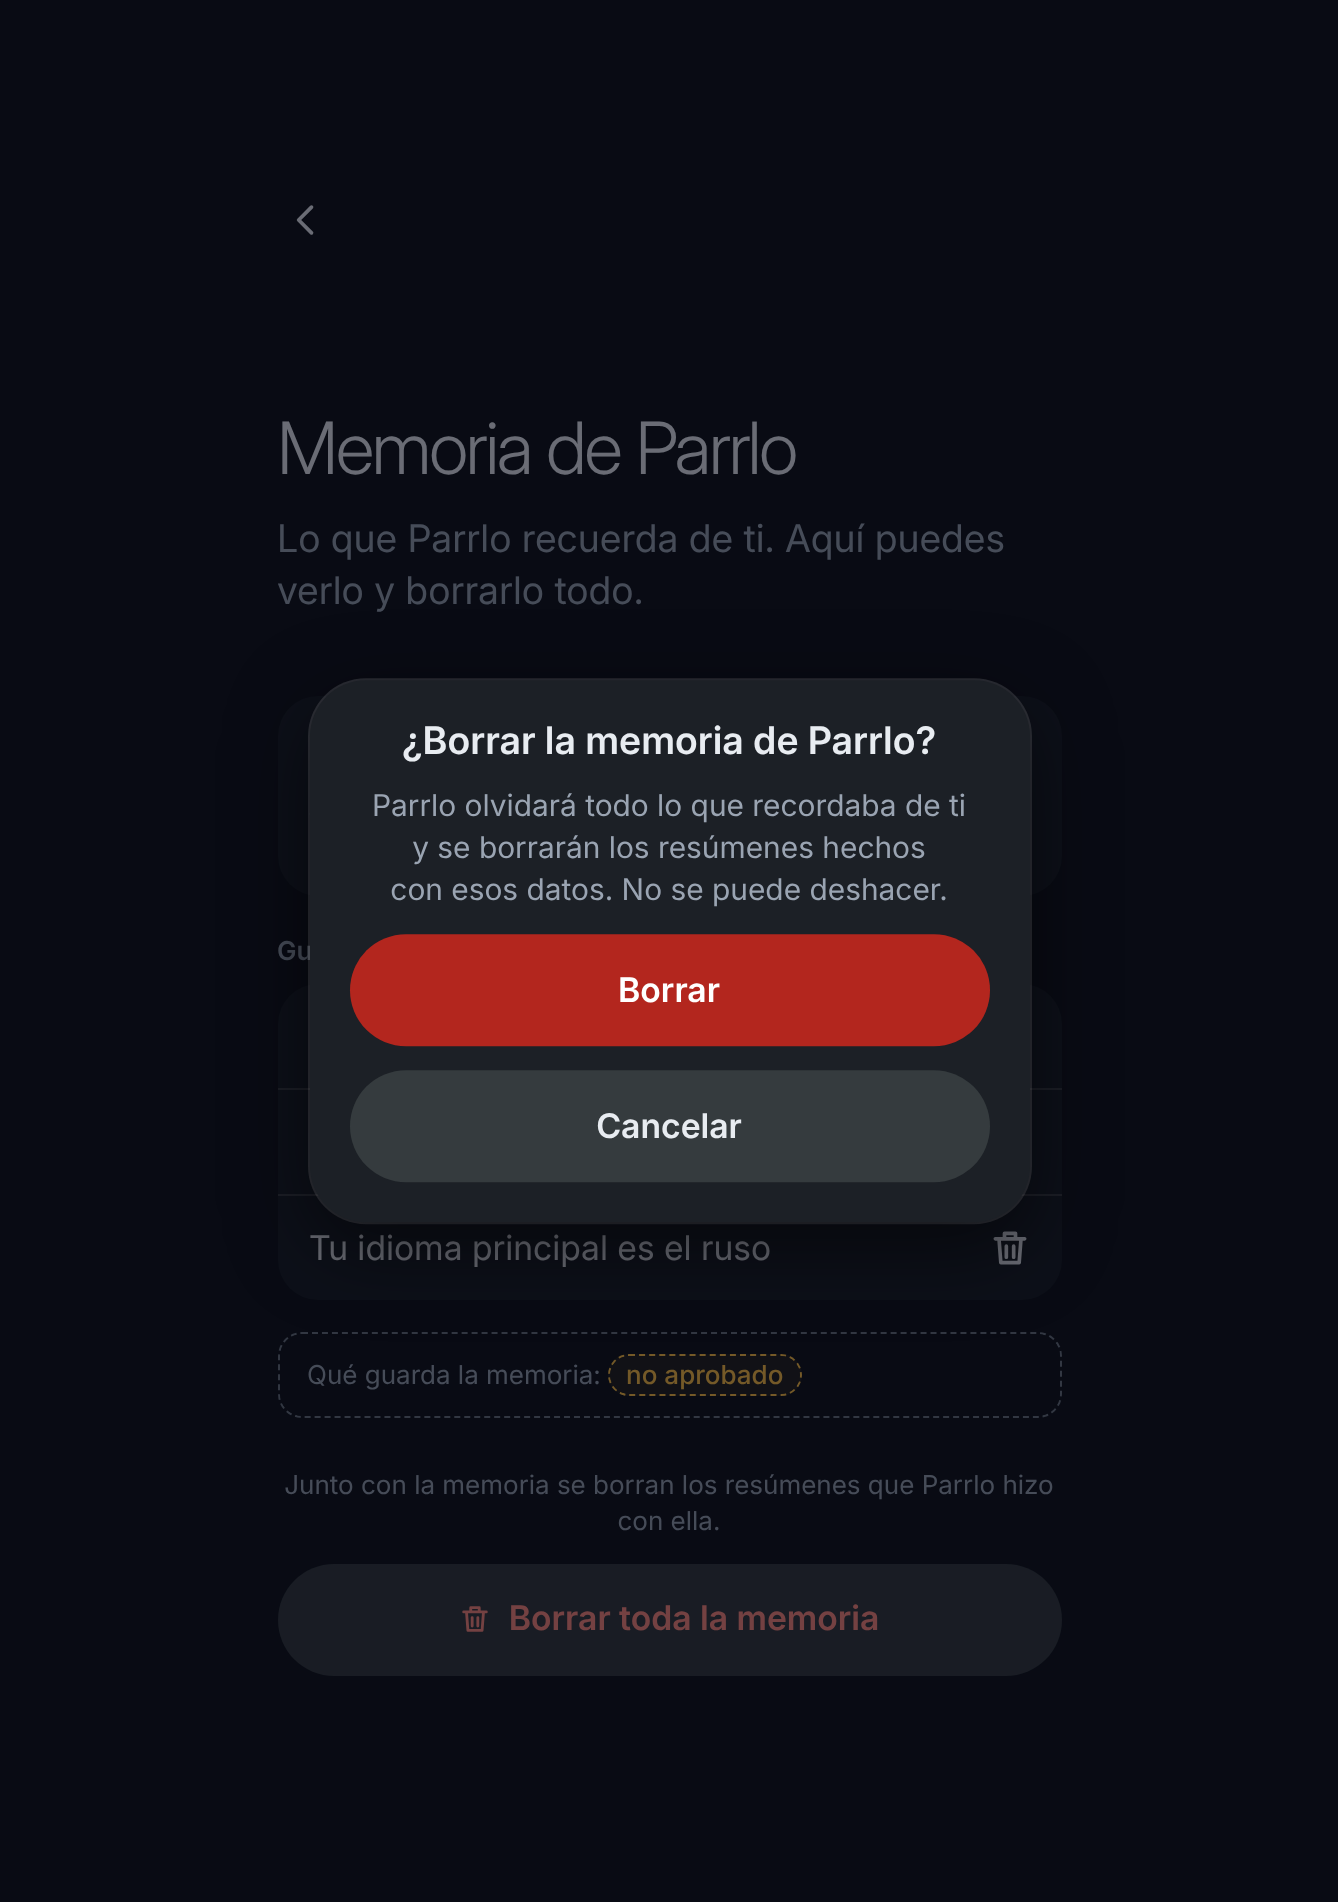 Memoria de Parrlo
Lo que Parrlo recuerda de ti. Aquí puedes
verlo y borrarlo todo.
¿Borrar la memoria de Parrlo?
Parrlo olvidará todo lo que recordaba de ti
y se borrarán los resúmenes hechos
con esos datos. No se puede deshacer.
Borrar
Cancelar
Tu idioma principal es el ruso
Qué guarda la memoria: no aprobado
Junto con la memoria se borran los resúmenes que Parrlo hizo
con ella.
Borrar toda la memoria